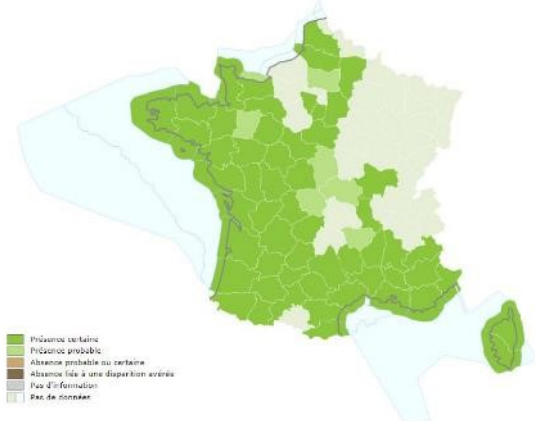 Présence certaine
Présence probable
Absence probable ou certaine
Absence liée à une disparition avérée
Pas d'information
Pas de données